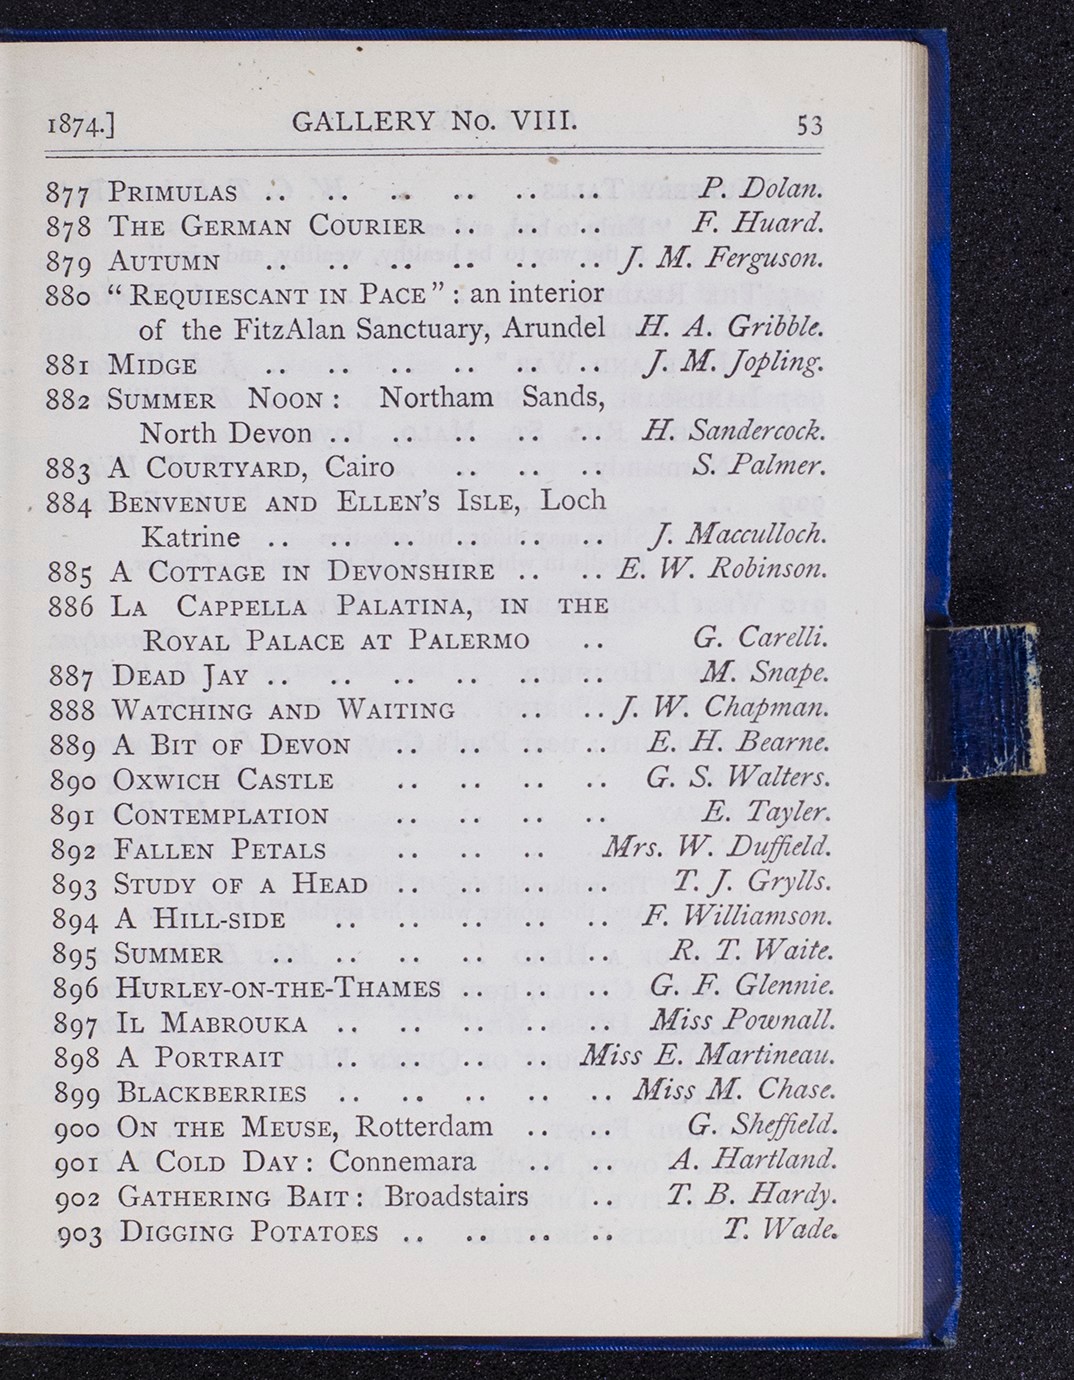 1874.] GALLERY No. VIII. 53
877 PRIMULAS .. .. .. .. .. .. P. Dolan.
878 THE GERMAN COURIER .. .. .. F. Huard.
879 AUTUMN .. .. .. .. .. .. J. M. Ferguson.
880 “REQUIESCANT IN PACE”: an interior
of the FitzAlan Sanctuary, Arundel H. A. Gribble.
881 MIDGE .. .. .. .. .. .. J. M. Jopling.
882 SUMMER NOON: Northam Sands,
North Devon .. .. .. .. .. H. Sandercock.
883 A COURTYARD, Cairo .. .. .. S. Palmer.
884 BENVENUE AND ELLEN’S ISLE, Loch
Katrine .. .. .. .. .. .. J. Macculloch.
885 A COTTAGE IN DEVONSHIRE .. .. E. W. Robinson.
886 LA CAPPELLA PALATINA, IN THE
ROYAL PALACE AT PALERMO .. G. Carelli.
887 DEAD JAY .. .. .. .. .. .. M. Snape.
888 WATCHING AND WAITING .. .. J. W. Chapman.
889 A BIT OF DEVON .. .. .. .. E. H. Bearne.
890 OXWICH CASTLE .. .. .. .. G. S. Walters.
891 CONTEMPLATION .. .. .. .. E. Tayler.
892 FALLEN PETALS .. .. .. Mrs. W. Duffield.
893 STUDY OF A HEAD .. .. .. .. T. J. Grylls.
894 A HILL-SIDE .. .. .. .. .. F. Williamson.
895 SUMMER .. .. .. .. .. .. R. T. Waite.
896 HURLEY-ON-THE-THAMES .. .. .. G. F. Glennie.
897 IL MABROUKA .. .. .. .. .. Miss Pownall.
898 A PORTRAIT .. .. .. .. Miss E. Martineau.
899 BLACKBERRIES .. .. .. .. .. Miss M. Chase.
900 ON THE MEUSE, Rotterdam .. G. Sheffield.
901 A COLD DAY: Connemara .. .. A. Hartland.
902 GATHERING BAIT: Broadstairs .. T. B. Hardy.
903 DIGGING POTATOES .. .. .. .. T. Wade.